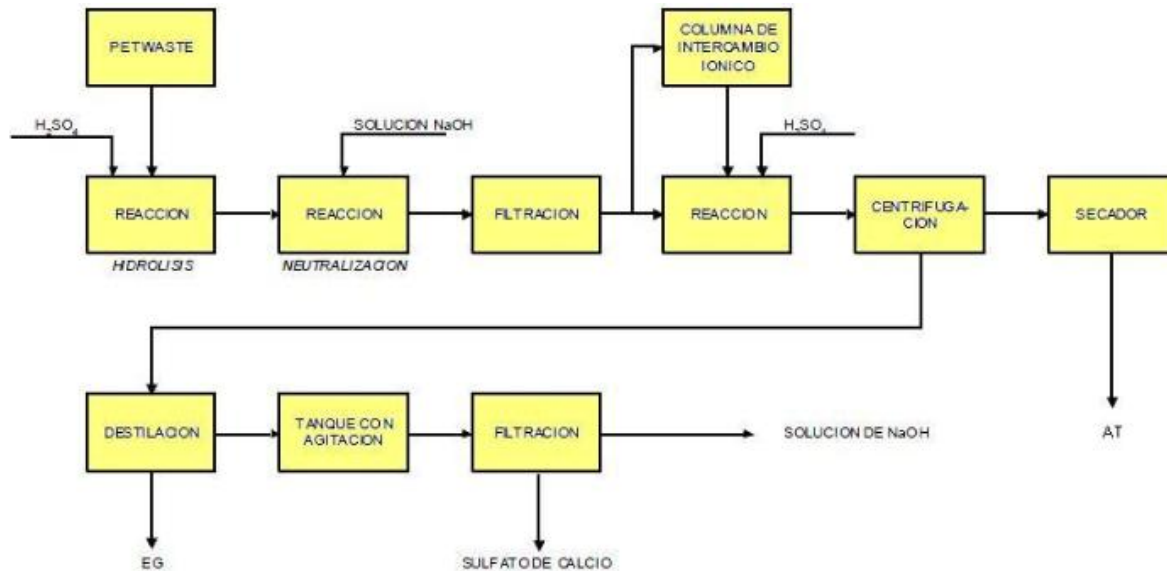 PETWASTE
COLUMNA DE
INTERCAMBIO
IONICO
H2SO4
SOLUCION NaOH
H2SO4
REACCION
REACCION
FILTRACION
REACCION
CENTRIFUGA-
CION
SECADOR
HIDROLISIS
NEUTRALIZACION
DESTILACION
TANQUE CON
AGITACION
FILTRACION
SOLUCION DE NaOH
AT
EG
SULFATO DE CALCIO